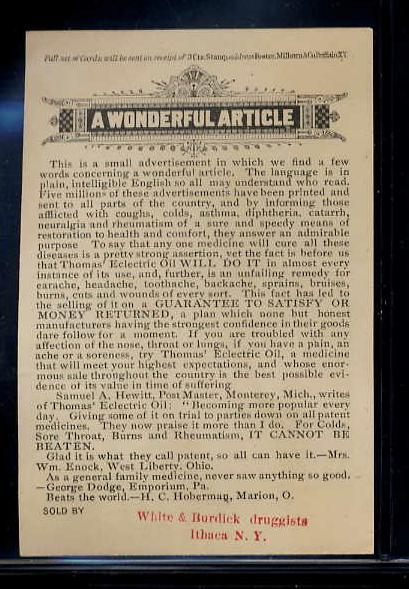 Full set of Cards will be sent on receipt of 3 Ct. Stamp address Foster, Milburn & Co Buffalo N.Y.
A WONDERFUL ARTICLE
This is a small advertisement in which we find a few
words concerning a wonderful article. The language is in
plain, intelligible English so all may understand who read.
Five millions of these advertisements have been printed and
sent to all parts of the country, and by informing those
afflicted with coughs, colds, asthma, diphtheria, catarrh,
neuralgia and rheumatism of a sure and speedy means of
restoration to health and comfort, they answer an admirable
purpose To say that any one medicine will cure all these
diseases is a pretty strong assertion, yet the fact is before us
that Thomas' Eclectric Oil WILL DO IT in almost every
instance of its use, and, further, is an unfailing remedy for
earache, headache, toothache, backache, sprains, bruises,
burns, cuts and wounds of every sort. This fact has led to
the selling of it on a GUARANTEE TO SATISFY OR
MONEY RETURNED, a plan which none but honest
manufacturers having the strongest confidence in their goods
dare follow for a moment. If you are troubled with any
affection of the nose, throat or lungs, if you have a pain, an
ache or a soreness, try Thomas' Eclectric Oil, a medicine
that will meet your highest expectations, and whose enor-
mous sale throughout the country is the best possible evi-
dence of its value in time of suffering
Samuel A. Hewitt, Post Master, Monterey, Mich., writes
of Thomas' Eclectric Oil: "Becoming more popular every
day. Giving some of it on trial to parties down on all patent
medicines. They now praise it more than I do. For Colds,
Sore Throat, Burns and Rheumatism, IT CANNOT BE
BEATEN.
Glad it is what they call patent, so all can have it.—Mrs.
Wm. Enock, West Liberty, Ohio.
As a general family medicine, never saw anything so good.
—George Dodge, Emporium, Pa.
Beats the world.—H. C. Hoberman, Marion, O.
SOLD BY
White & Burdick druggists
Ithaca N. Y.